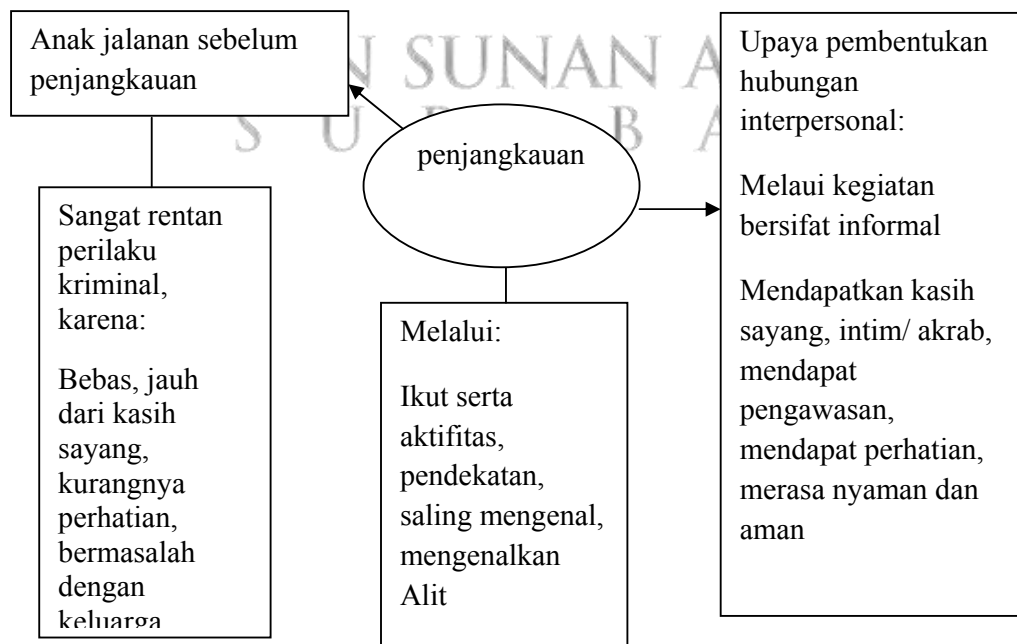 Anak jalanan sebelum
penjangkauan
N SUNAN A
S U B A
penjangkauan
Upaya pembentukan
hubungan
interpersonal:
Melaui kegiatan
bersifat informal
Mendapatkan kasih
sayang, intim/ akrab,
mendapat
pengawasan,
mendapat perhatian,
merasa nyaman dan
aman
Sangat rentan
perilaku
kriminal,
karena:
Bebas, jauh
dari kasih
sayang,
kurangnya
perhatian,
bermasalah
dengan
keluarga
Melalui:
Ikut serta
aktifitas,
pendekatan,
saling mengenal,
mengenalkan
Alit